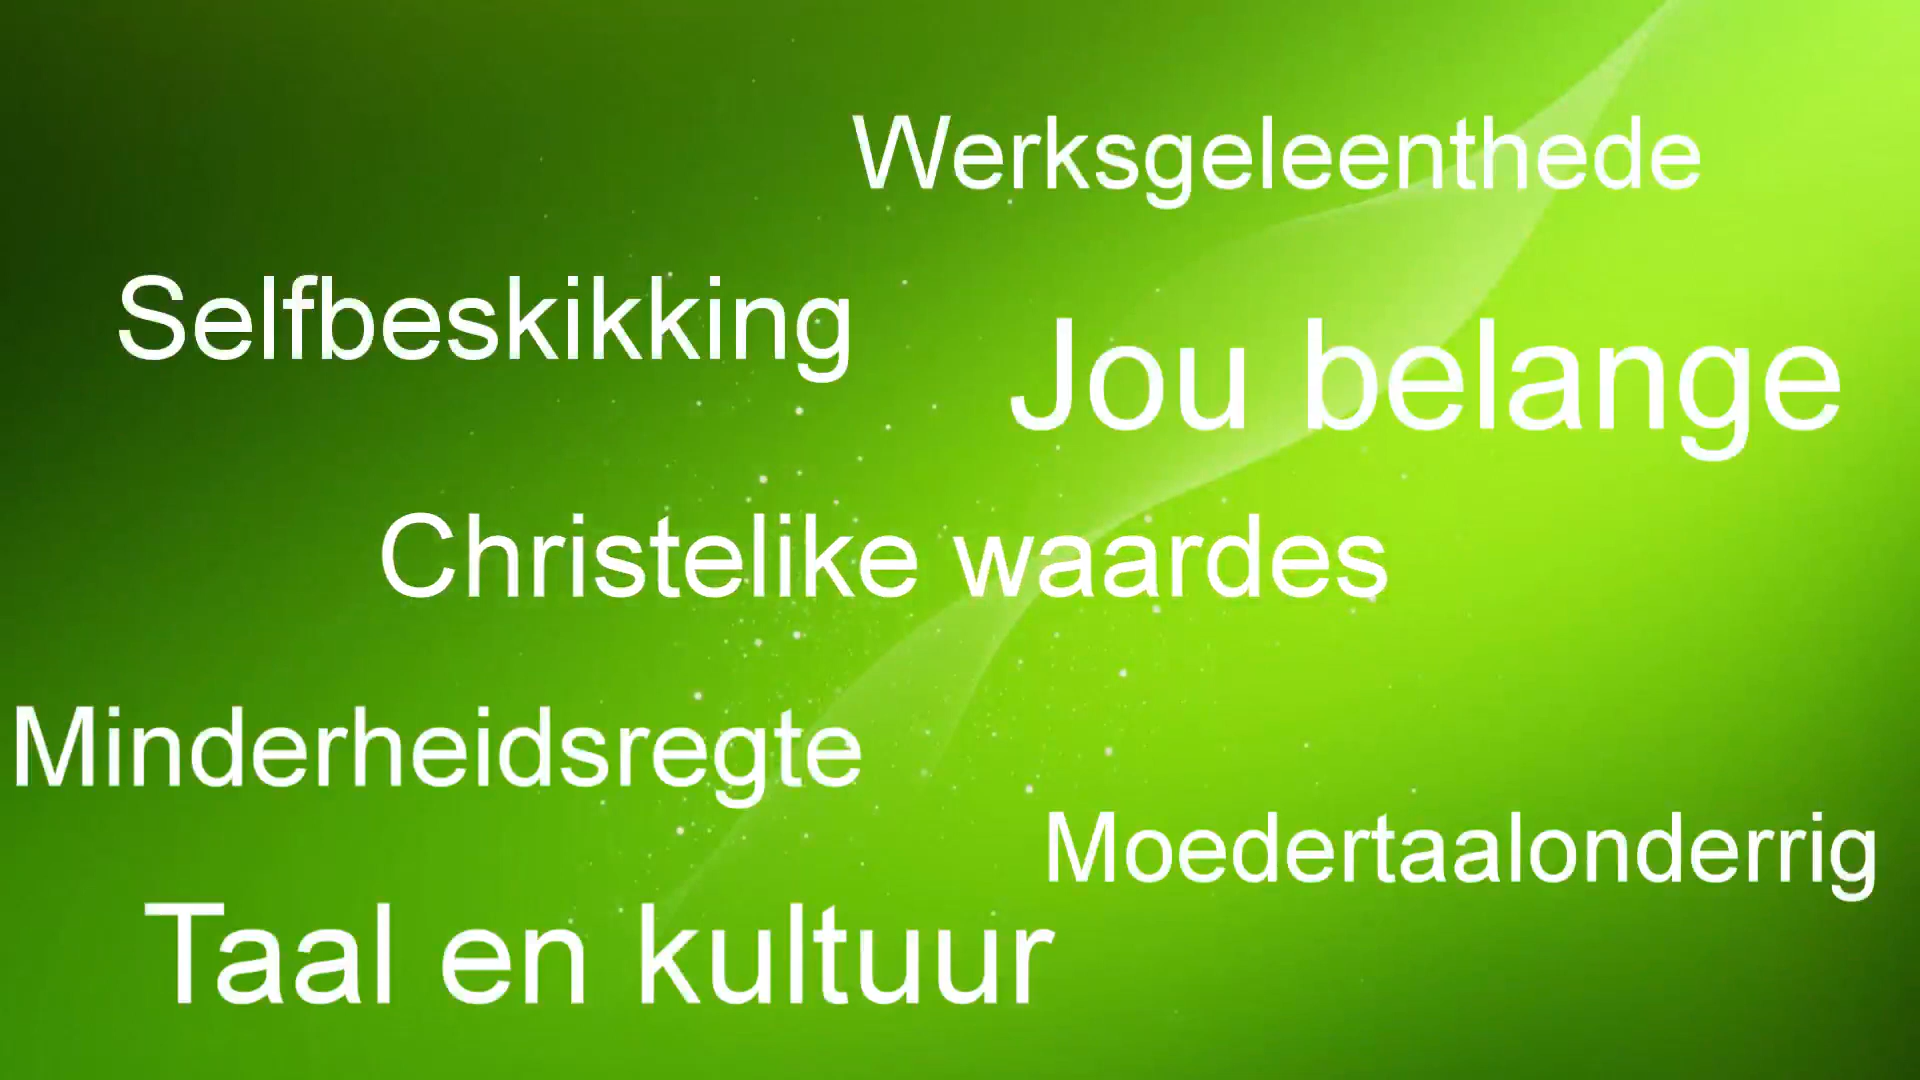 Werksgeleenthede
Selfbeskikking
Jou belange
Christelike waardes
Minderheidsregte
Moedertaalonderrig
Taal en kultuur